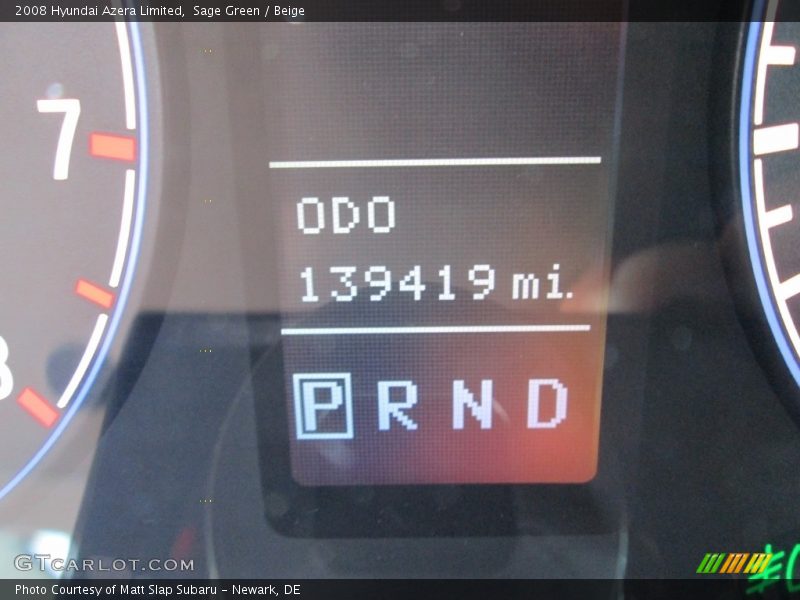 2008 Hyundai Azera Limited,  Sage Green / Beige
7
8
ODO
139419 mi.
P R N D
GTCARLOT.COM
Photo Courtesy of Matt Slap Subaru - Newark, DE